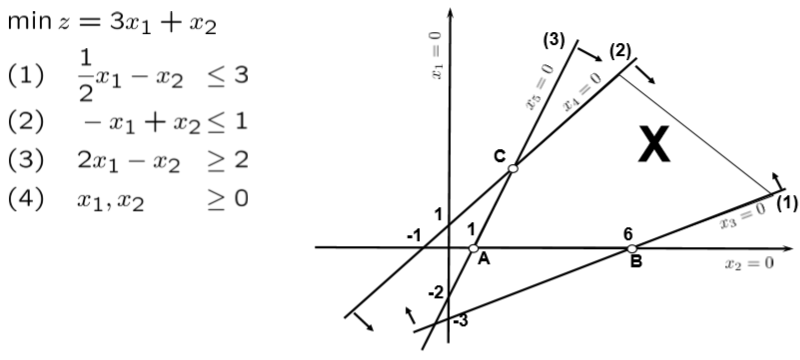 min z = 3x₁ + x₂
(1) ½x₁ − x₂ ≤ 3
(2) − x₁ + x₂ ≤ 1
(3) 2x₁ − x₂ ≥ 2
(4) x₁, x₂ ≥ 0
x₁ = 0
(3)
(2)
x₅ = 0
x₄ = 0
X
C
1
-1
1
6
A
B
(1)
x₃ = 0
x₂ = 0
-2
-3